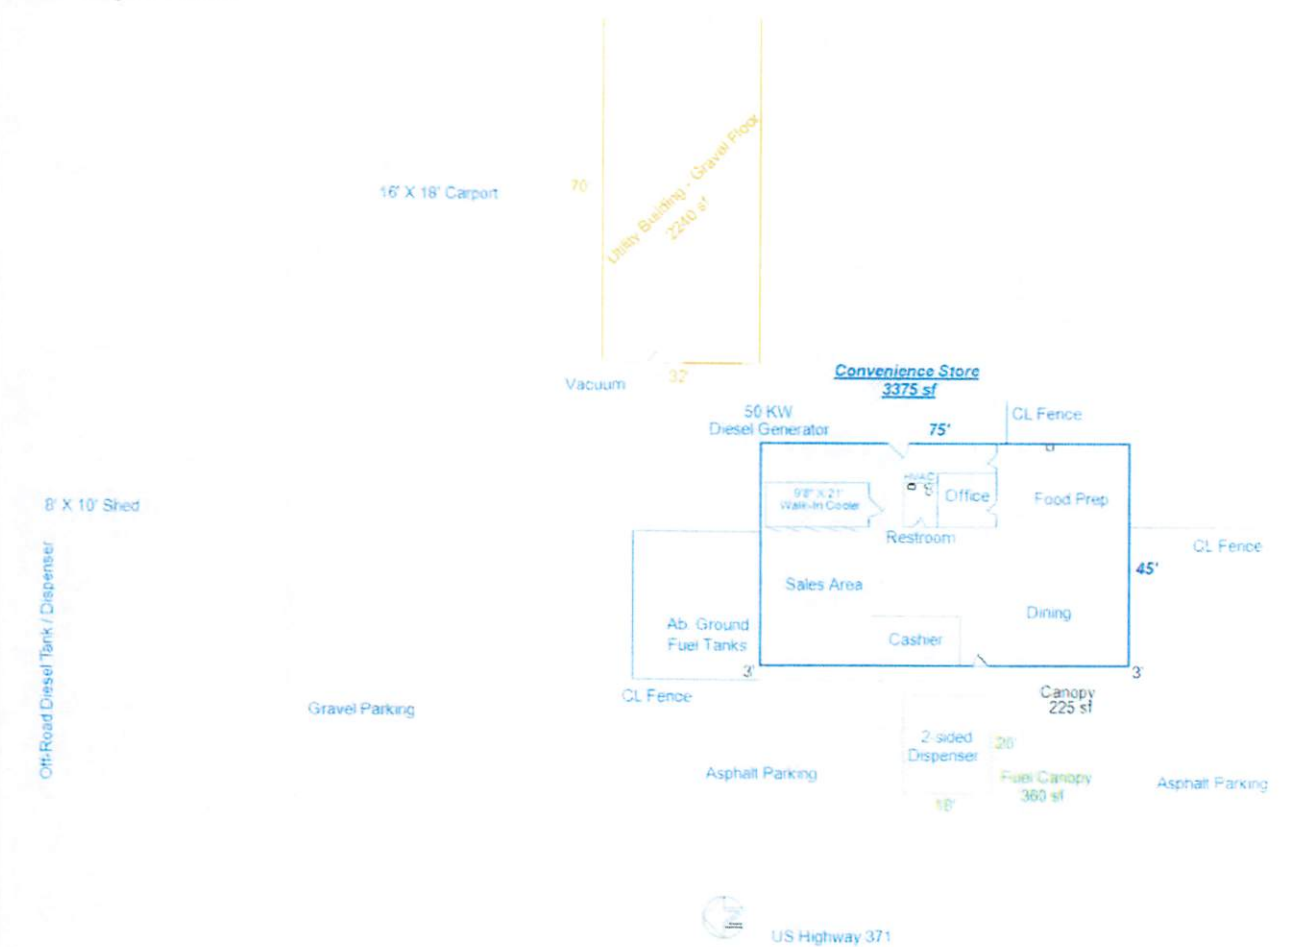 16' X 18' Carport
70'
Utility Building - Gravel Floor
2240 sf
Vacuum
32'
Convenience Store
3375 sf
50 KW
Diesel Generator
75'
CL Fence
8' X 10' Shed
9'8" X 21'
Walk-In Cooler
HVAC
Office
Food Prep
Restroom
CL Fence
45'
Off-Road Diesel Tank / Dispenser
Sales Area
Dining
Ab. Ground
Fuel Tanks
Cashier
3'
3'
CL Fence
Canopy
225 sf
Gravel Parking
2-sided
Dispenser
20'
Asphalt Parking
Fuel Canopy
360 sf
Asphalt Parking
18'
US Highway 371